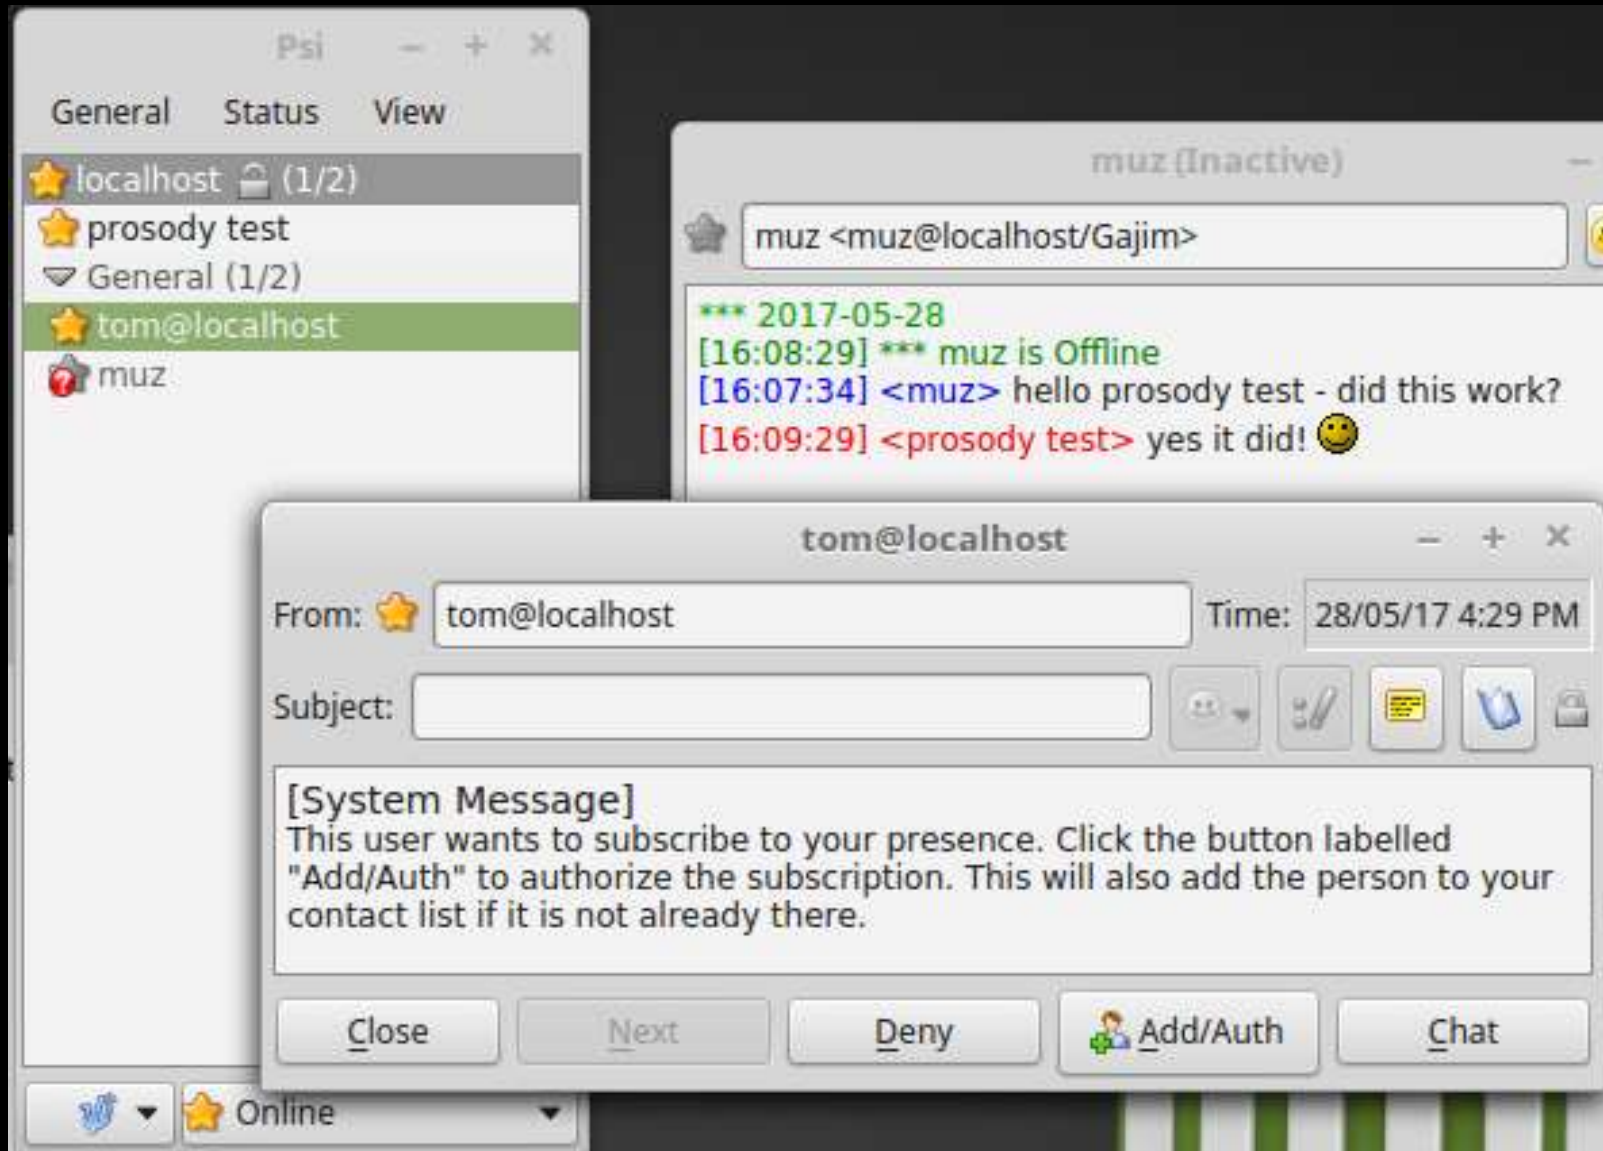 Psi
General Status View
localhost (1/2)
prosody test
General (1/2)
tom@localhost
muz
muz (Inactive)
muz <muz@localhost/Gajim>
*** 2017-05-28
[16:08:29] *** muz is Offline
[16:07:34] <muz> hello prosody test - did this work?
[16:09:29] <prosody test> yes it did!
tom@localhost
From: tom@localhost Time: 28/05/17 4:29 PM
Subject:
[System Message]
This user wants to subscribe to your presence. Click the button labelled
"Add/Auth" to authorize the subscription. This will also add the person to your
contact list if it is not already there.
Close Next Deny Add/Auth Chat
Online